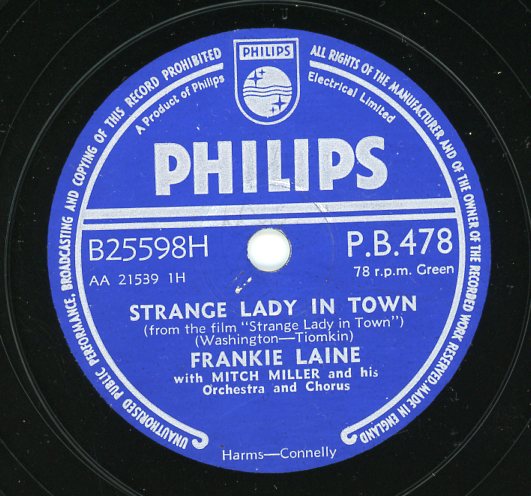 PHILIPS
UNAUTHORISED PUBLIC PERFORMANCE, BROADCASTING AND COPYING OF THIS RECORD PROHIBITED
ALL RIGHTS OF THE MANUFACTURER AND OF THE OWNER OF THE RECORDED WORK RESERVED. MADE IN ENGLAND
A Product of Philips Electrical Limited
PHILIPS
B25598H P.B.478
AA 21539 1H 78 r.p.m. Green
STRANGE LADY IN TOWN
(from the film "Strange Lady in Town")
(Washington—Tiomkin)
FRANKIE LAINE
with MITCH MILLER and his
Orchestra and Chorus
Harms—Connelly